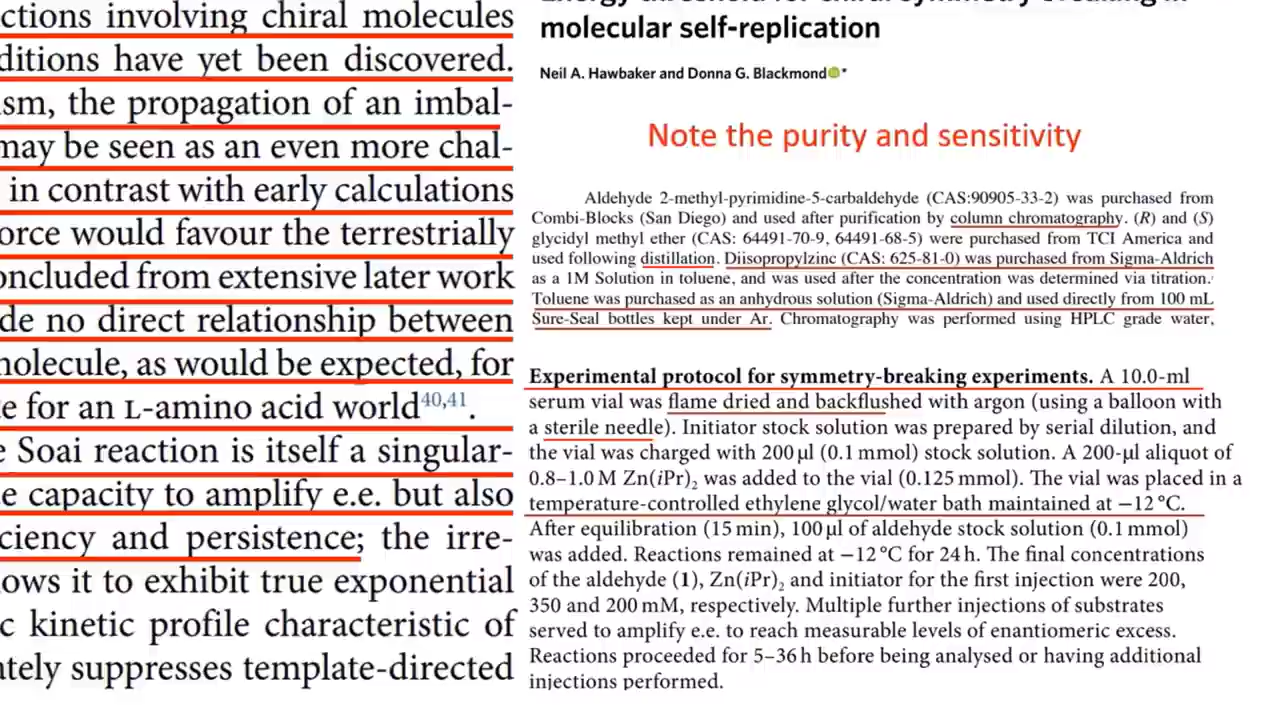 ctions involving chiral molecules
ditions have yet been discovered.
ism, the propagation of an imbal-
may be seen as an even more chal-
in contrast with early calculations
orce would favour the terrestrially
oncluded from extensive later work
de no direct relationship between
molecule, as would be expected, for
e for an L-amino acid world40,41.
e Soai reaction is itself a singular-
e capacity to amplify e.e. but also
ciency and persistence; the irre-
lows it to exhibit true exponential
c kinetic profile characteristic of
ately suppresses template-directed
Energy threshold for chiral symmetry breaking in
molecular self-replication
Neil A. Hawbaker and Donna G. Blackmond *
Note the purity and sensitivity
Aldehyde 2-methyl-pyrimidine-5-carbaldehyde (CAS:90905-33-2) was purchased from
Combi-Blocks (San Diego) and used after purification by column chromatography. (R) and (S)
glycidyl methyl ether (CAS: 64491-70-9, 64491-68-5) were purchased from TCI America and
used following distillation. Diisopropylzinc (CAS: 625-81-0) was purchased from Sigma-Aldrich
as a 1M Solution in toluene, and was used after the concentration was determined via titration.
Toluene was purchased as an anhydrous solution (Sigma-Aldrich) and used directly from 100 mL
Sure-Seal bottles kept under Ar. Chromatography was performed using HPLC grade water,
Experimental protocol for symmetry-breaking experiments. A 10.0-ml
serum vial was flame dried and backflushed with argon (using a balloon with
a sterile needle). Initiator stock solution was prepared by serial dilution, and
the vial was charged with 200 µl (0.1 mmol) stock solution. A 200-µl aliquot of
0.8–1.0 M Zn(iPr)₂ was added to the vial (0.125 mmol). The vial was placed in a
temperature-controlled ethylene glycol/water bath maintained at −12 °C.
After equilibration (15 min), 100 µl of aldehyde stock solution (0.1 mmol)
was added. Reactions remained at −12 °C for 24 h. The final concentrations
of the aldehyde (1), Zn(iPr)₂ and initiator for the first injection were 200,
350 and 200 mM, respectively. Multiple further injections of substrates
served to amplify e.e. to reach measurable levels of enantiomeric excess.
Reactions proceeded for 5–36 h before being analysed or having additional
injections performed.